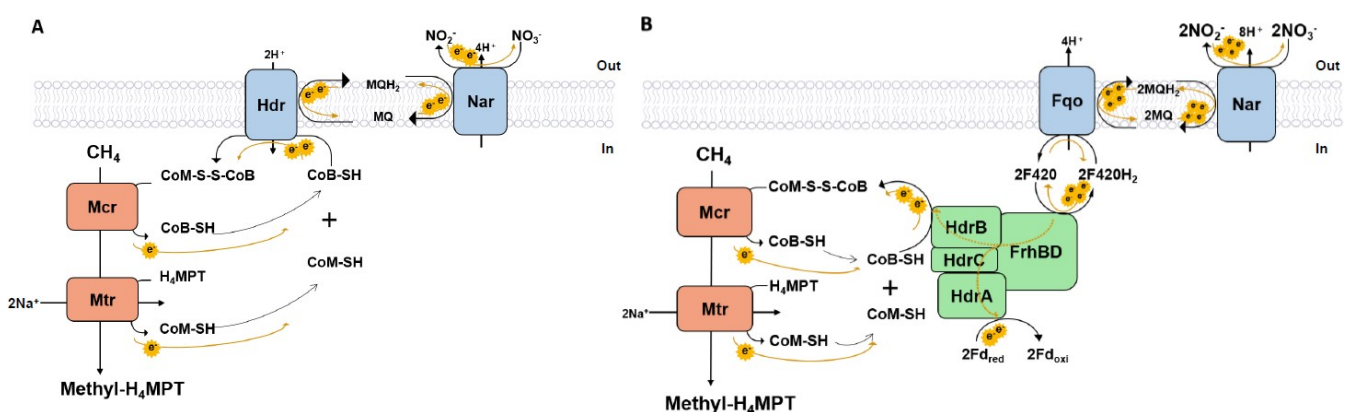 A
NO₂⁻
NO₃⁻
e⁻ e⁻
4H⁺
2H⁺
Out
Hdr
e⁻ e⁻
MQH₂
MQ
e⁻ e⁻
Nar
In
e⁻ e⁻
CH₄
CoM-S-S-CoB
CoB-SH
Mcr
CoB-SH
e⁻
+
H₄MPT
CoM-SH
2Na⁺
Mtr
CoM-SH
e⁻
Methyl-H₄MPT
B
2NO₂⁻
2NO₃⁻
e⁻ e⁻ e⁻ e⁻
8H⁺
4H⁺
Out
Fqo
e⁻ e⁻ e⁻ e⁻
2MQH₂
2MQ
e⁻ e⁻ e⁻ e⁻
Nar
In
CH₄
2F420
2F420H₂
e⁻ e⁻ e⁻ e⁻
CoM-S-S-CoB
e⁻ e⁻
Mcr
HdrB
FrhBD
CoB-SH
e⁻
CoB-SH
HdrC
H₄MPT
+
HdrA
2Na⁺
Mtr
CoM-SH
CoM-SH
e⁻
e⁻ e⁻
2Fdred
2Fdoxi
Methyl-H₄MPT